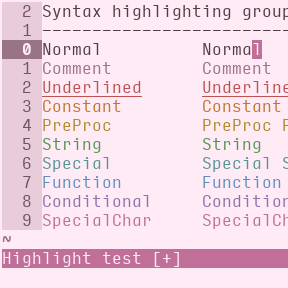 2 Syntax highlighting group
1 ------------------------
0 Normal Normal
1 Comment Comment
2 Underlined Underline
3 Constant Constant
4 PreProc PreProc F
5 String String
6 Special Special S
7 Function Function
8 Conditional Condition
9 SpecialChar SpecialCh
~
Highlight test [+]